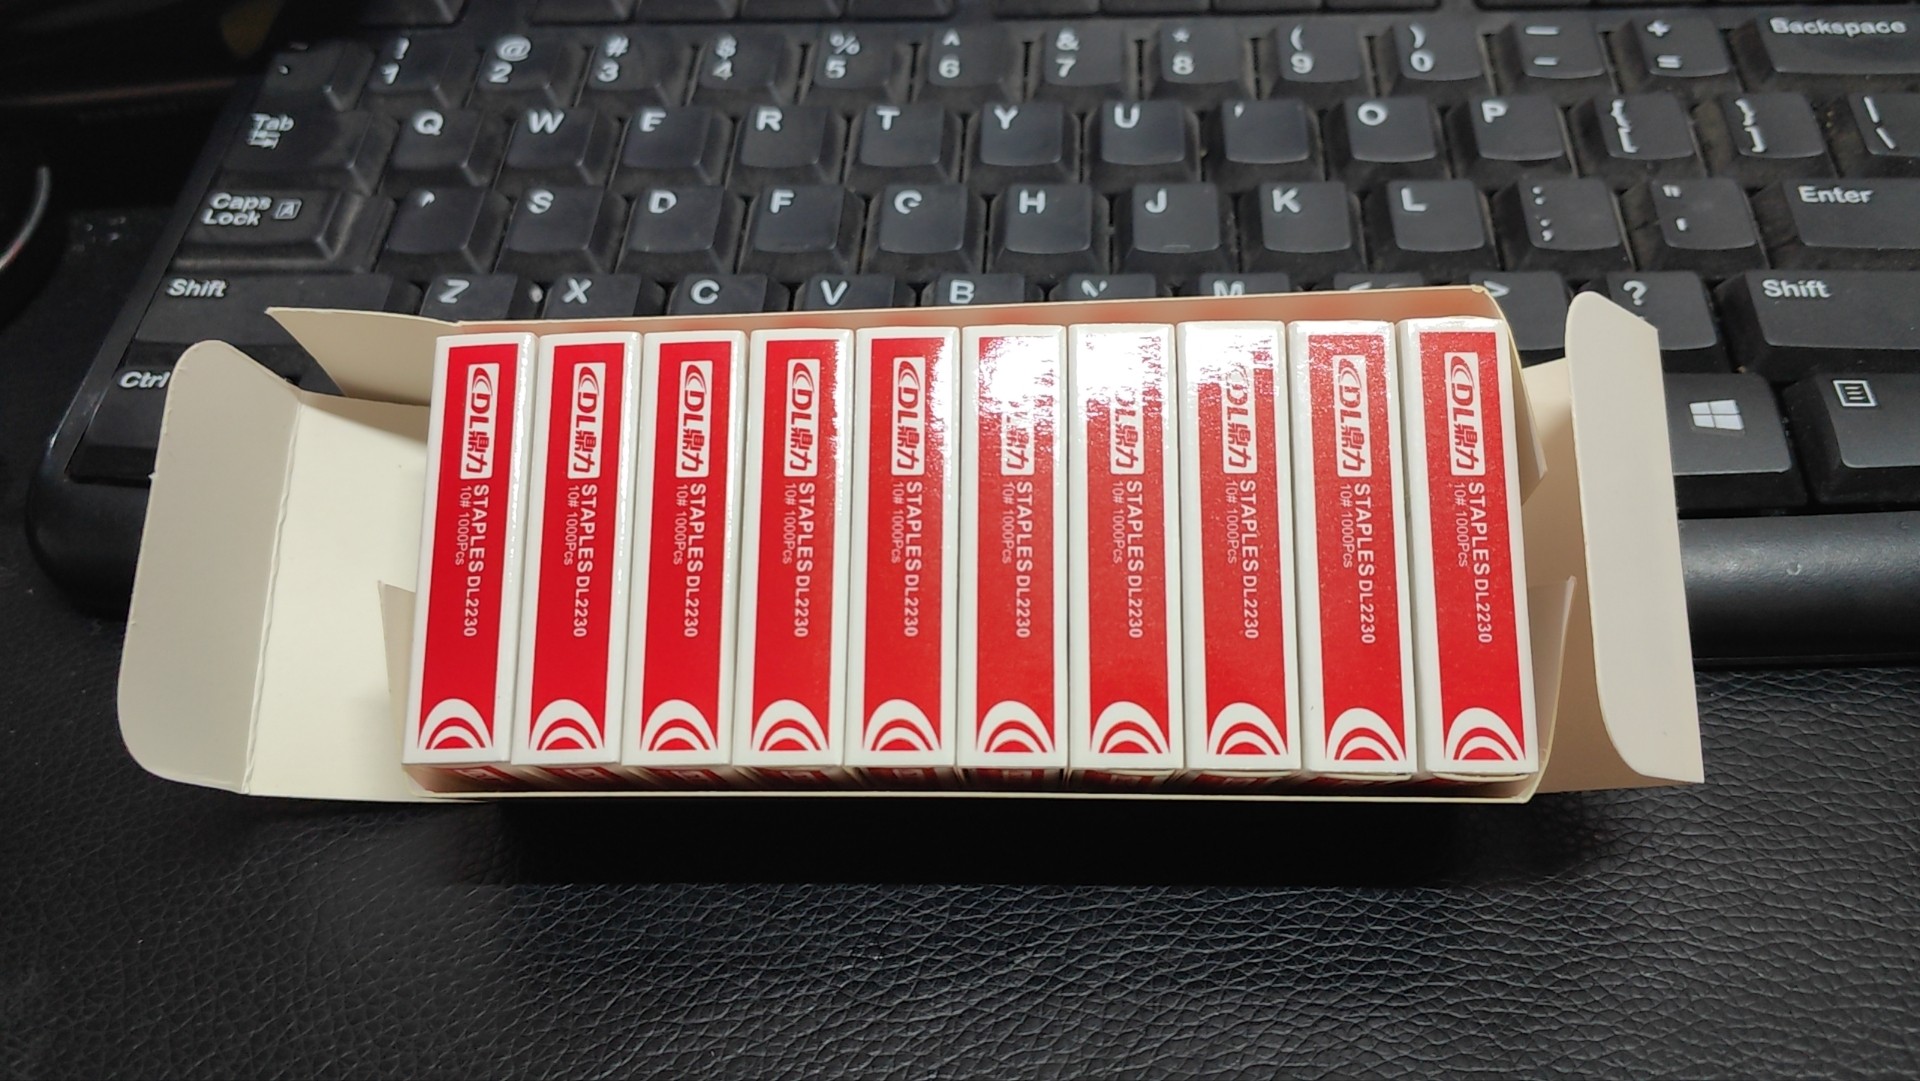 ! @ # $ % ^ & * ( ) — +
1 2 3 4 5 6 7 8 9 0 - = Backspace
Tab Q W E R T Y U O P { [ } ] | \
Caps Lock A S D F G H J K L : ; " ' Enter
Shift Z X C V B N M < > ? Shift
Ctrl
DL鼎力 STAPLES DL2230
10# 1000Pcs
DL鼎力 STAPLES DL2230
10# 1000Pcs
DL鼎力 STAPLES DL2230
10# 1000Pcs
DL鼎力 STAPLES DL2230
10# 1000Pcs
DL鼎力 STAPLES DL2230
10# 1000Pcs
DL鼎力 STAPLES DL2230
10# 1000Pcs
DL鼎力 STAPLES DL2230
10# 1000Pcs
DL鼎力 STAPLES DL2230
10# 1000Pcs
DL鼎力 STAPLES DL2230
10# 1000Pcs
DL鼎力 STAPLES DL2230
10# 1000Pcs